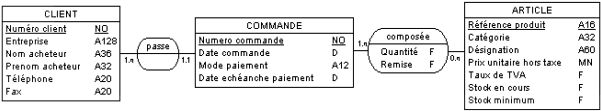 CLIENT
Numéro client NO
Entreprise A128
Nom acheteur A36
Prenom acheteur A32
Téléphone A20
Fax A20
1.n
passe
1.1
COMMANDE
Numero commande NO
Date commande D
Mode paiement A12
Date echéanche paiement D
1.n
composée
Quantité F
Remise F
0.n
ARTICLE
Référence produit A16
Catégorie A32
Désignation A60
Prix unitaire hors taxe MN
Taux de TVA F
Stock en cours F
Stock minimum F